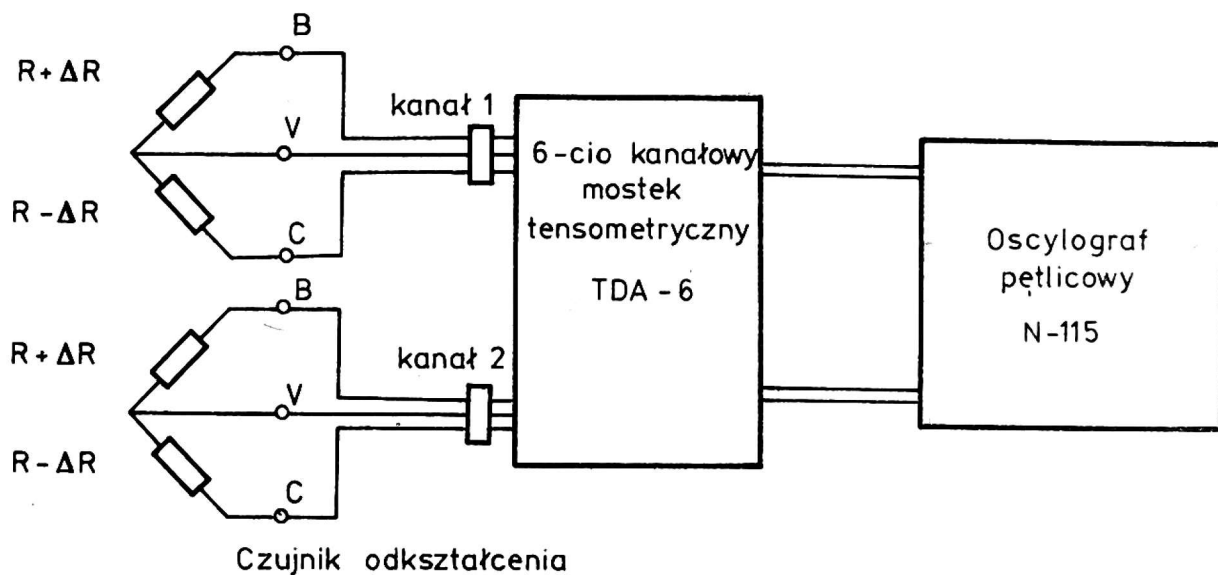 B
R+ΔR
kanał 1
V
R-ΔR
C
6-cio kanałowy
mostek
tensometryczny
TDA-6
Oscylograf
pętlicowy
N-115
B
R+ΔR
kanał 2
V
R-ΔR
C
Czujnik odkształcenia